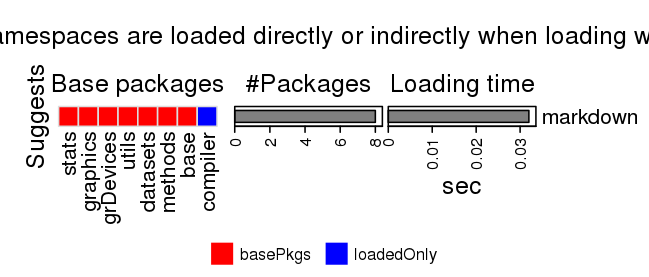 amespaces are loaded directly or indirectly when loading w
Suggests
Base packages
#Packages
Loading time
markdown
stats
graphics
grDevices
utils
datasets
methods
base
compiler
0 2 4 6 8
0 0.01 0.02 0.03
sec
basePkgs
loadedOnly